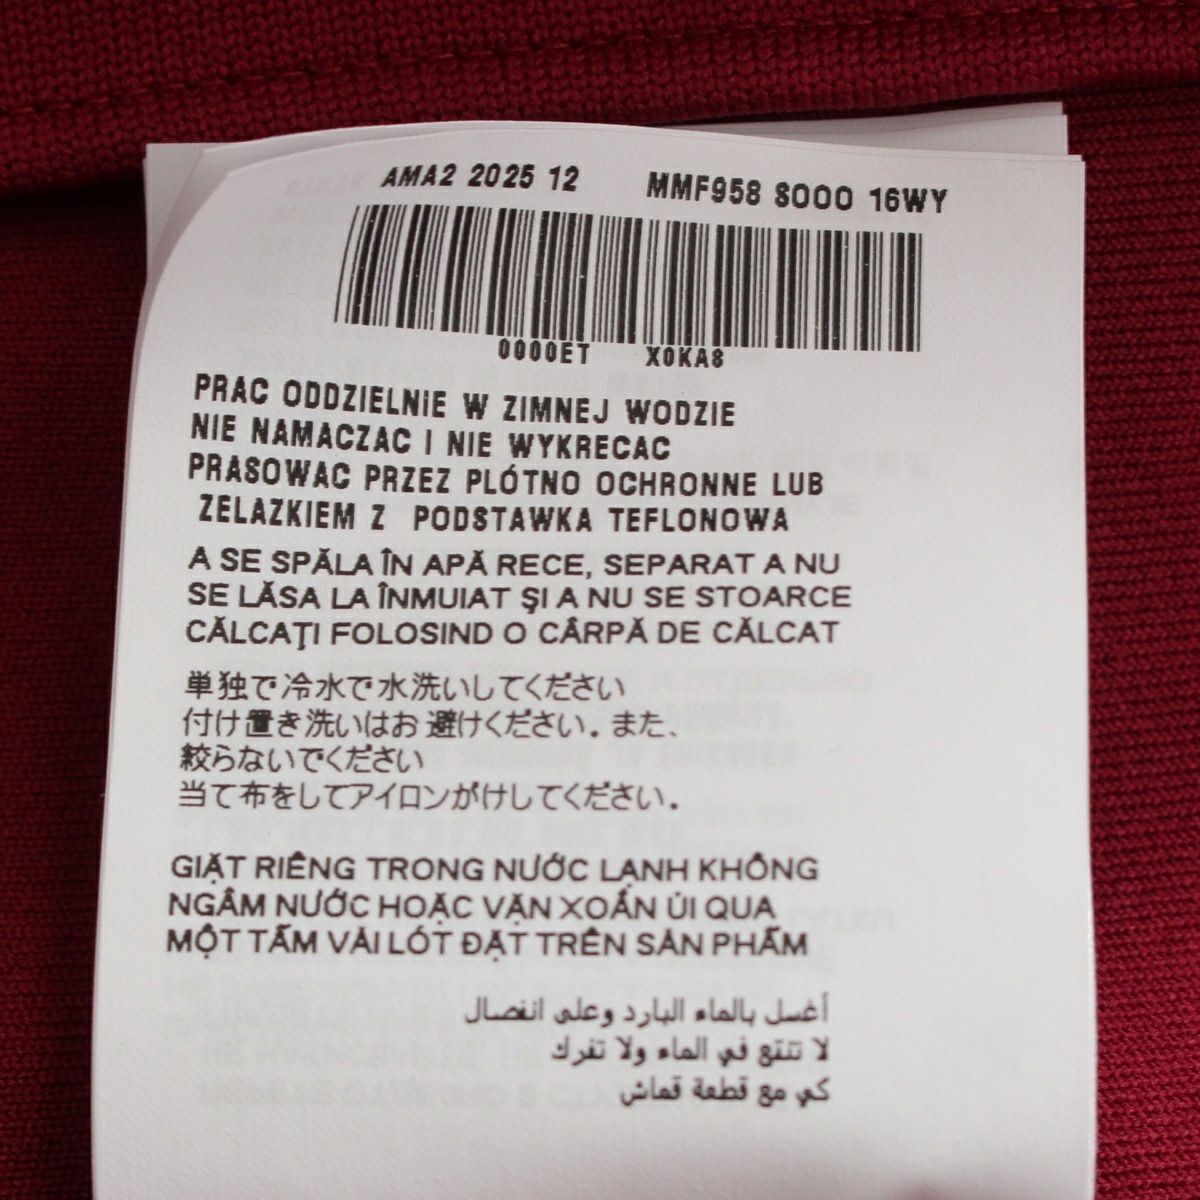 AMA2 2025 12 MMF958 S000 16WY
0000ET X0KA8
PRAC ODDZIELNIE W ZIMNEJ WODZIE
NIE NAMACZAC I NIE WYKRECAC
PRASOWAC PRZEZ PLÓTNO OCHRONNE LUB
ZELAZKIEM Z PODSTAWKA TEFLONOWA
A SE SPĂLA ÎN APĂ RECE, SEPARAT A NU
SE LĂSA LA ÎNMUIAT ŞI A NU SE STOARCE
CĂLCAŢI FOLOSIND O CÂRPĂ DE CĂLCAT
単独で冷水で水洗いしてください
付け置き洗いはお避けください。また、
絞らないでください
当て布をしてアイロンがけしてください。
GIẶT RIÊNG TRONG NƯỚC LẠNH KHÔNG
NGÂM NƯỚC HOẶC VẶN XOẮN ỦI QUA
MỘT TẤM VẢI LÓT ĐẶT TRÊN SẢN PHẨM
أغسل بالماء البارد وعلى انفصال
لا تنتع في الماء ولا تفرك
كي مع قطعة قماش